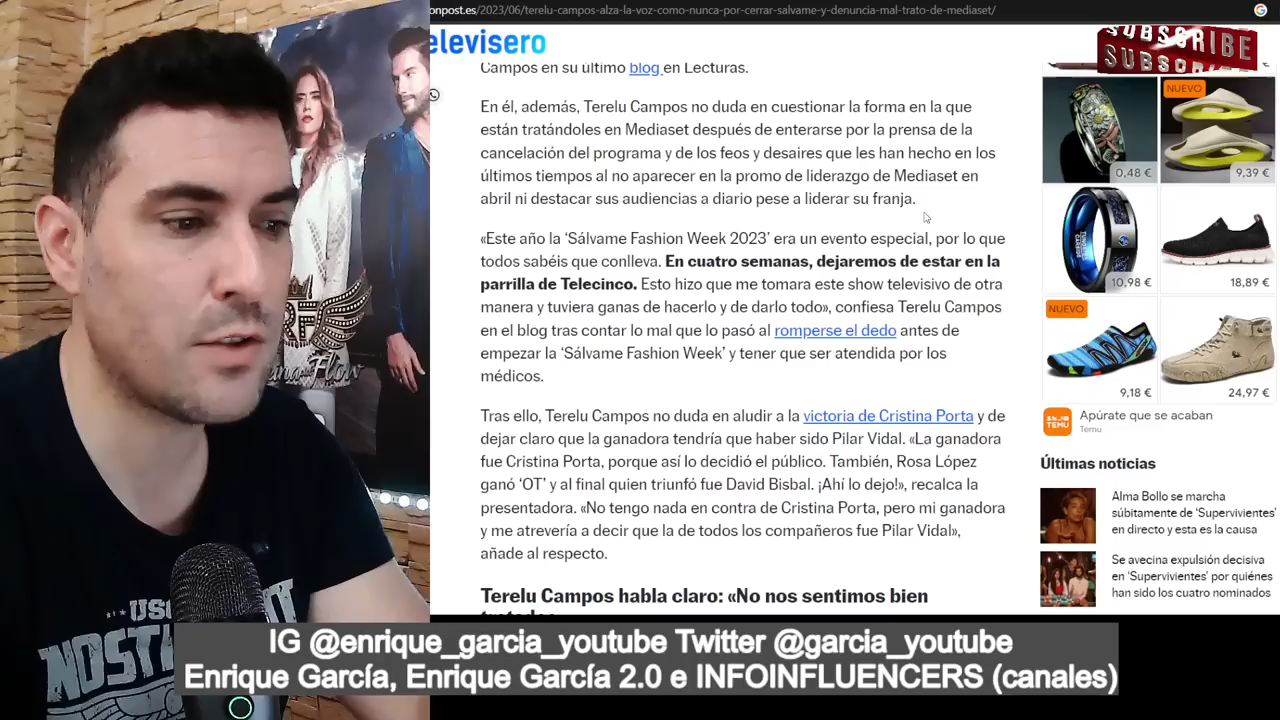 onpost.es/2023/06/terelu-campos-alza-la-voz-como-nunca-por-cerrar-salvame-y-denuncia-mal-trato-de-mediaset/
elevisero
SUBSCRIBE
SUBSCRIBE
Campos en su último blog en Lecturas.
En él, además, Terelu Campos no duda en cuestionar la forma en la que
están tratándoles en Mediaset después de enterarse por la prensa de la
cancelación del programa y de los feos y desaires que les han hecho en los
últimos tiempos al no aparecer en la promo de liderazgo de Mediaset en
abril ni destacar sus audiencias a diario pese a liderar su franja.
«Este año la ‘Sálvame Fashion Week 2023’ era un evento especial, por lo que
todos sabéis que conlleva. En cuatro semanas, dejaremos de estar en la
parrilla de Telecinco. Esto hizo que me tomara este show televisivo de otra
manera y tuviera ganas de hacerlo y de darlo todo», confiesa Terelu Campos
en el blog tras contar lo mal que lo pasó al romperse el dedo antes de
empezar la ‘Sálvame Fashion Week’ y tener que ser atendida por los
médicos.
Tras ello, Terelu Campos no duda en aludir a la victoria de Cristina Porta y de
dejar claro que la ganadora tendría que haber sido Pilar Vidal. «La ganadora
fue Cristina Porta, porque así lo decidió el público. También, Rosa López
ganó ‘OT’ y al final quien triunfó fue David Bisbal. ¡Ahí lo dejo!», recalca la
presentadora. «No tengo nada en contra de Cristina Porta, pero mi ganadora
y me atrevería a decir que la de todos los compañeros fue Pilar Vidal»,
añade al respecto.
Terelu Campos habla claro: «No nos sentimos bien
NUEVO
0,48 €
9,39 €
10,98 €
18,89 €
NUEVO
9,18 €
24,97 €
TEMU
Apúrate que se acaban
Temu
Últimas noticias
Alma Bollo se marcha
súbitamente de ‘Supervivientes’
en directo y esta es la causa
Se avecina expulsión decisiva
en ‘Supervivientes’ por quiénes
han sido los cuatro nominados
RF
Flow
USC
NOSTA
IG @enrique_garcia_youtube Twitter @garcia_youtube
Enrique García, Enrique García 2.0 e INFOINFLUENCERS (canales)